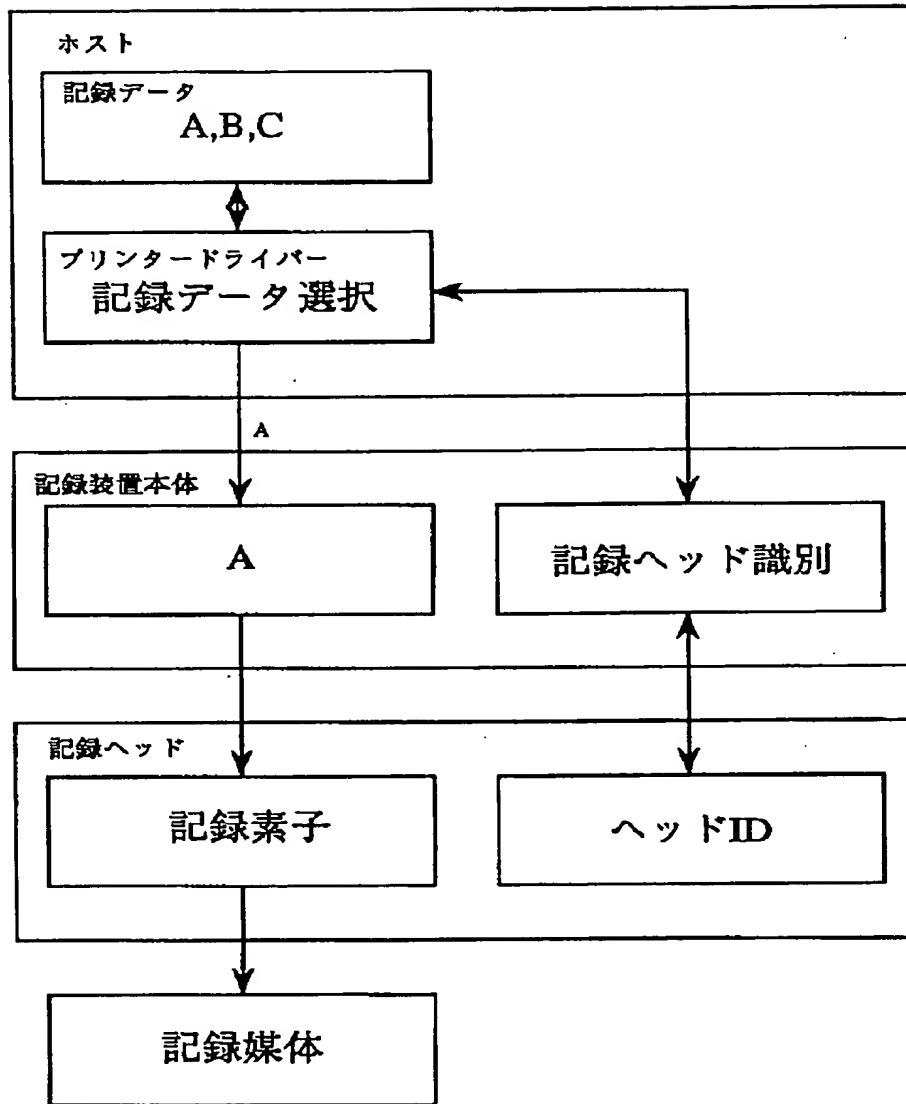 ホスト
記録データ
A,B,C
プリンタードライバー
記録データ選択
A
記録装置本体
A
記録ヘッド識別
記録ヘッド
記録素子
ヘッドID
記録媒体